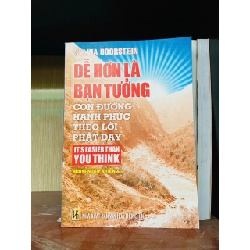 BOORSTEIN
DỄ HƠN LÀ
BẠN TƯỞNG
CON ĐƯỜNG
HẠNH PHÚC
THEO LỜI
PHẬT DẠY
IT'S EASIER THAN
YOU THINK